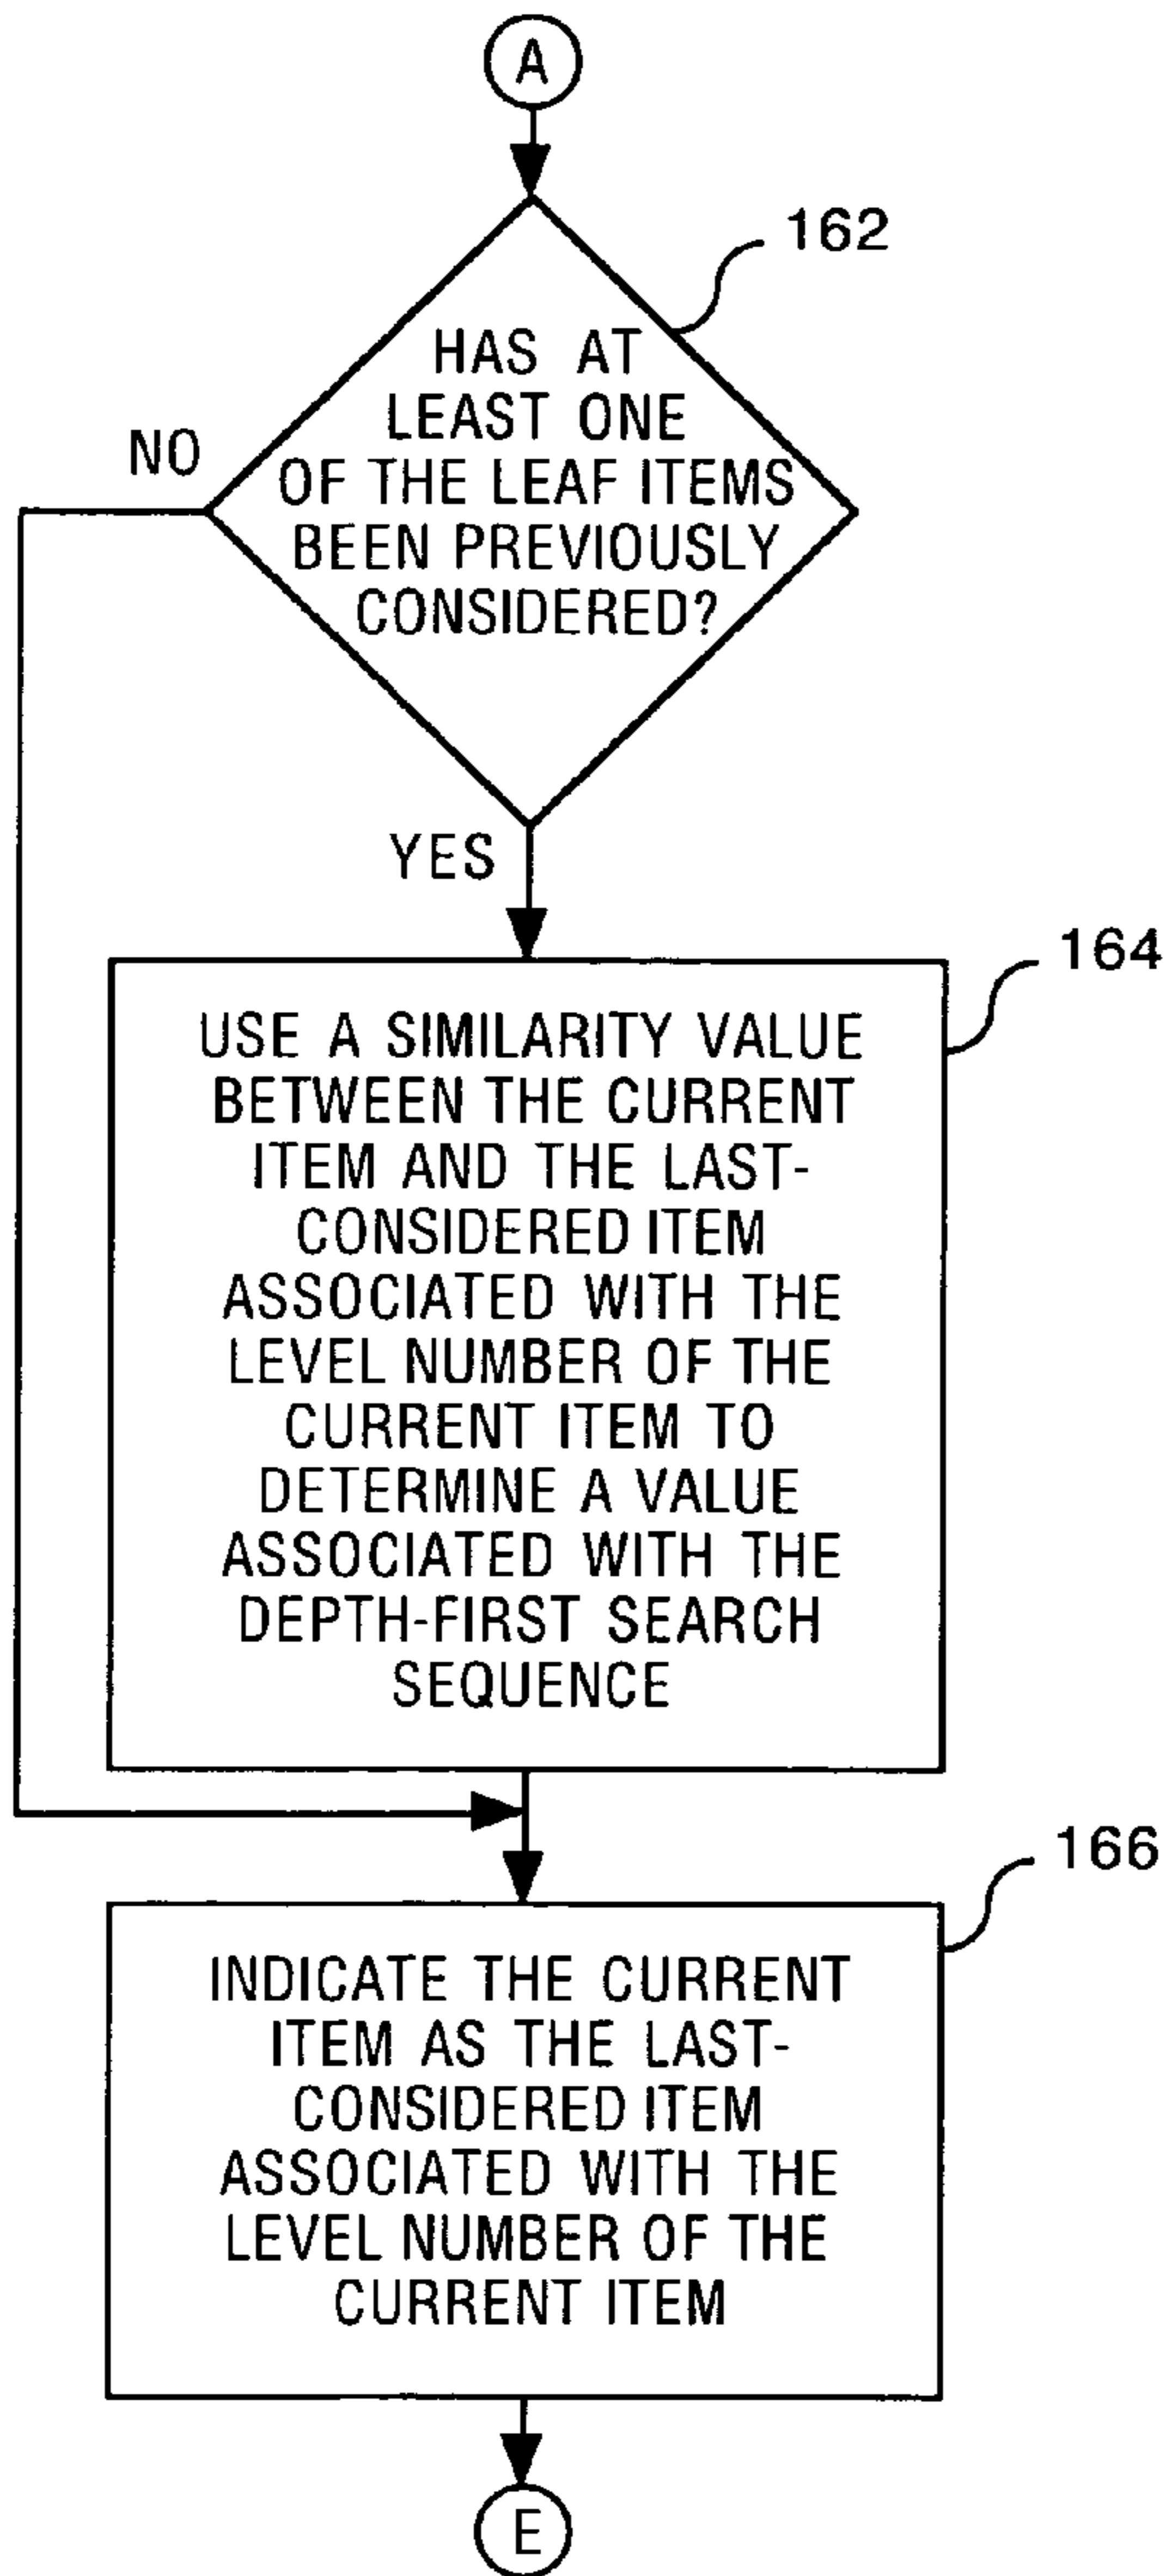 A
162
HAS AT
LEAST ONE
OF THE LEAF ITEMS
BEEN PREVIOUSLY
CONSIDERED?
NO
YES
164
USE A SIMILARITY VALUE
BETWEEN THE CURRENT
ITEM AND THE LAST-
CONSIDERED ITEM
ASSOCIATED WITH THE
LEVEL NUMBER OF THE
CURRENT ITEM TO
DETERMINE A VALUE
ASSOCIATED WITH THE
DEPTH-FIRST SEARCH
SEQUENCE
166
INDICATE THE CURRENT
ITEM AS THE LAST-
CONSIDERED ITEM
ASSOCIATED WITH THE
LEVEL NUMBER OF THE
CURRENT ITEM
E